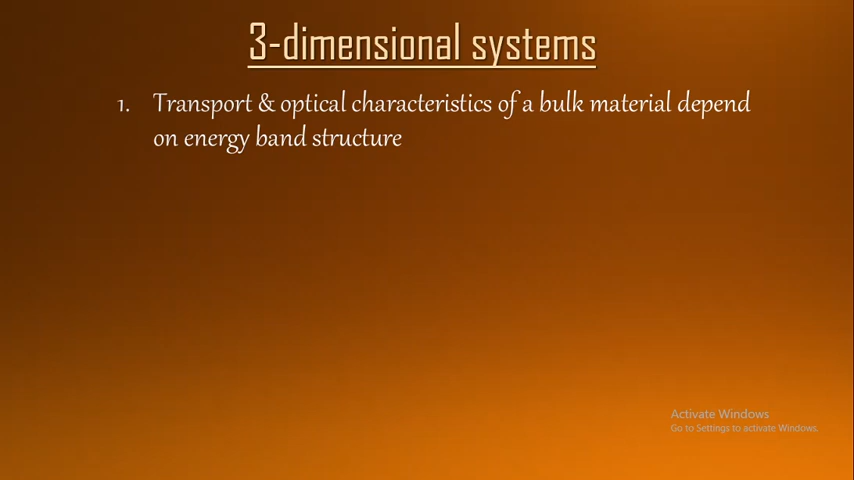 3-dimensional systems
1. Transport & optical characteristics of a bulk material depend
on energy band structure
Activate Windows
Go to Settings to activate Windows.